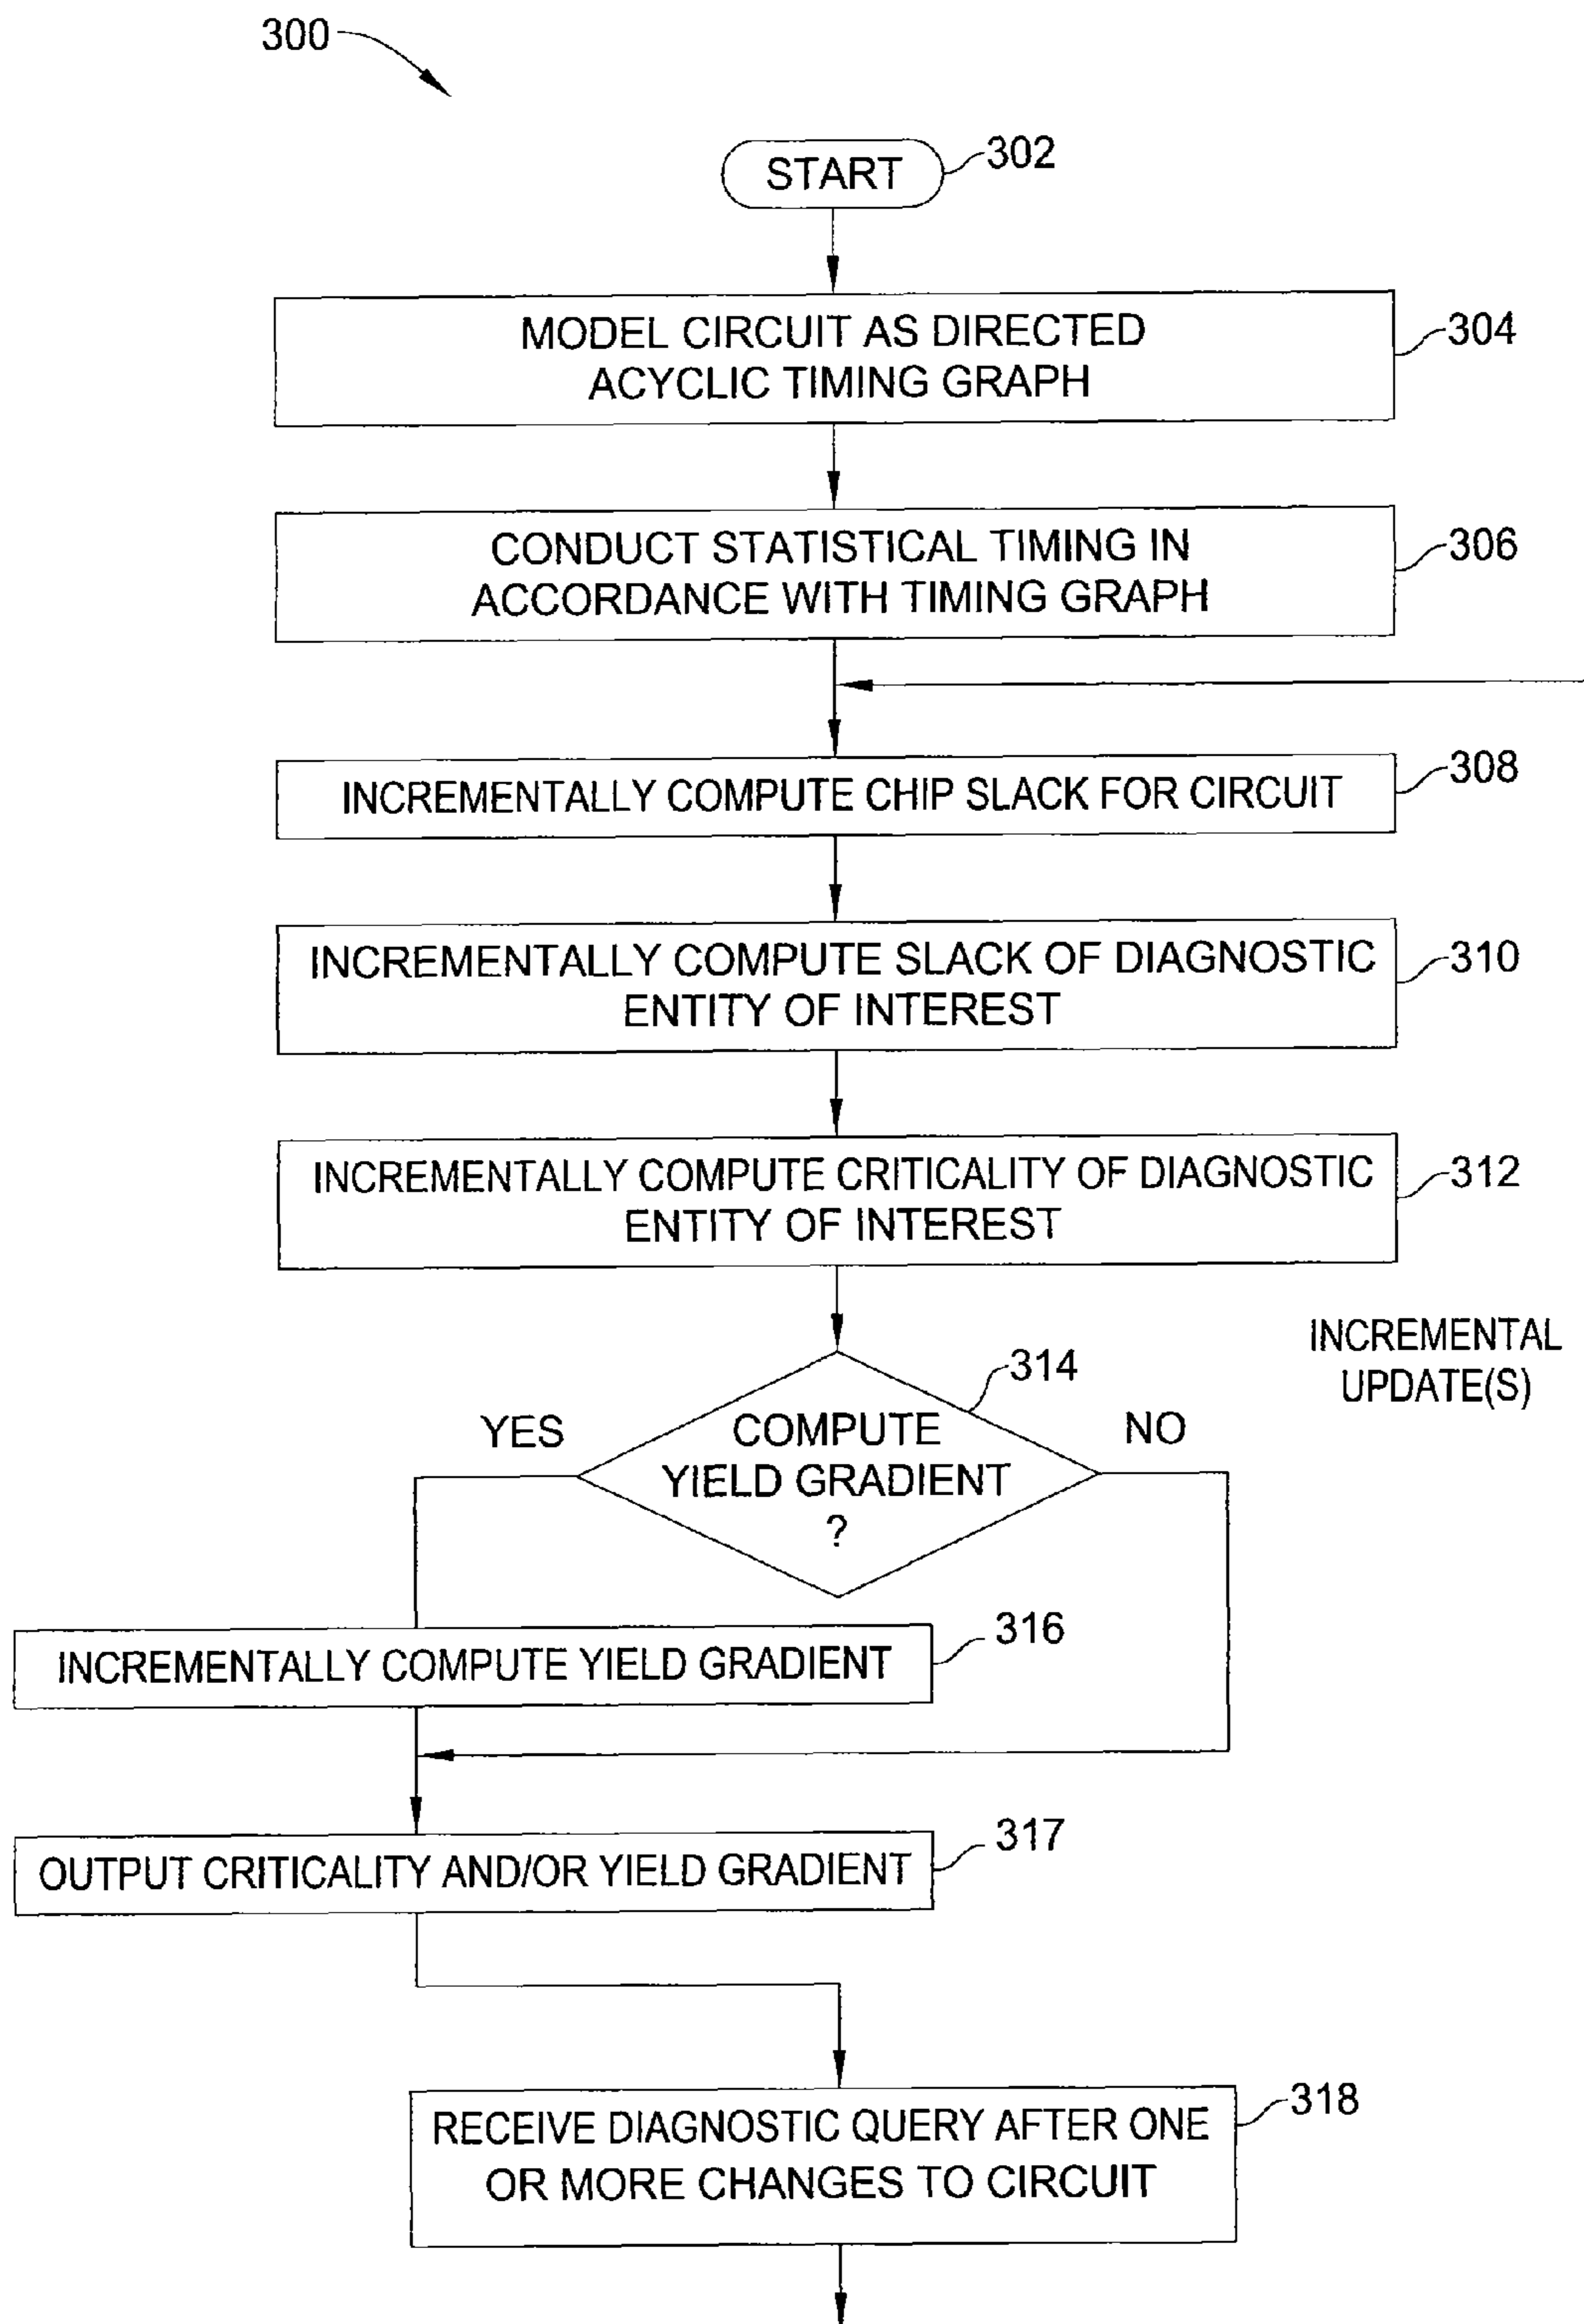 300
START
302
MODEL CIRCUIT AS DIRECTED
ACYCLIC TIMING GRAPH
304
CONDUCT STATISTICAL TIMING IN
ACCORDANCE WITH TIMING GRAPH
306
INCREMENTALLY COMPUTE CHIP SLACK FOR CIRCUIT
308
INCREMENTALLY COMPUTE SLACK OF DIAGNOSTIC
ENTITY OF INTEREST
310
INCREMENTALLY COMPUTE CRITICALITY OF DIAGNOSTIC
ENTITY OF INTEREST
312
INCREMENTAL
UPDATE(S)
314
YES
COMPUTE
YIELD GRADIENT
?
NO
INCREMENTALLY COMPUTE YIELD GRADIENT
316
OUTPUT CRITICALITY AND/OR YIELD GRADIENT
317
RECEIVE DIAGNOSTIC QUERY AFTER ONE
OR MORE CHANGES TO CIRCUIT
318